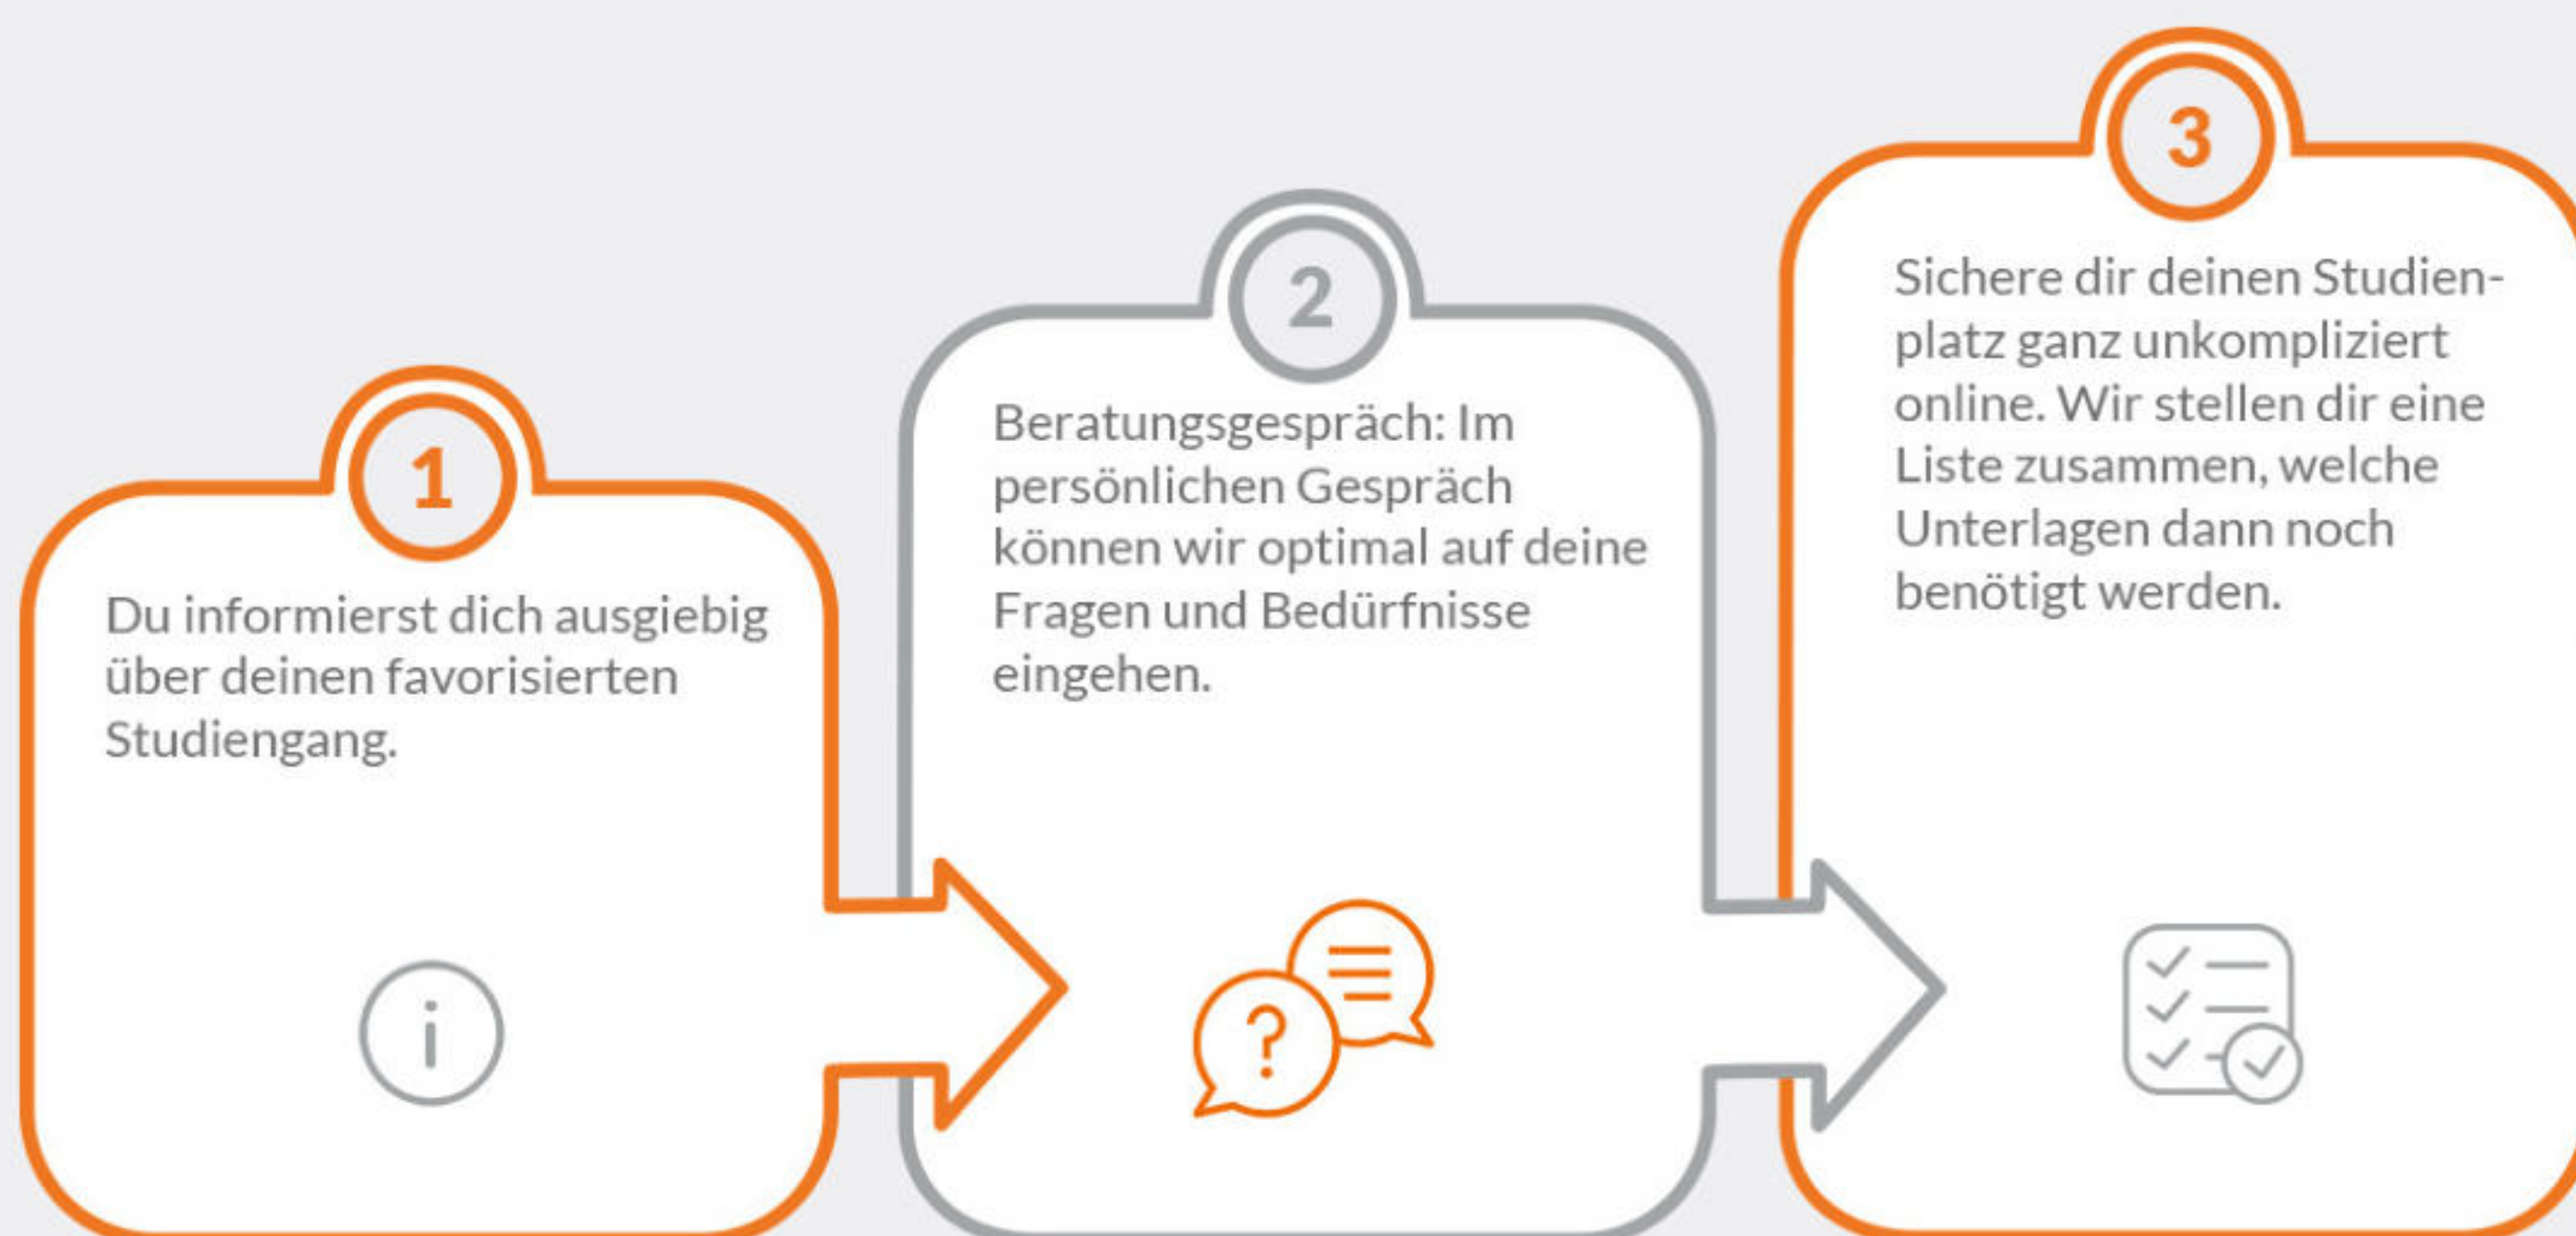 1
Du informierst dich ausgiebig
über deinen favorisierten
Studiengang.
i
2
Beratungsgespräch: Im
persönlichen Gespräch
können wir optimal auf deine
Fragen und Bedürfnisse
eingehen.
?
3
Sichere dir deinen Studien-
platz ganz unkompliziert
online. Wir stellen dir eine
Liste zusammen, welche
Unterlagen dann noch
benötigt werden.